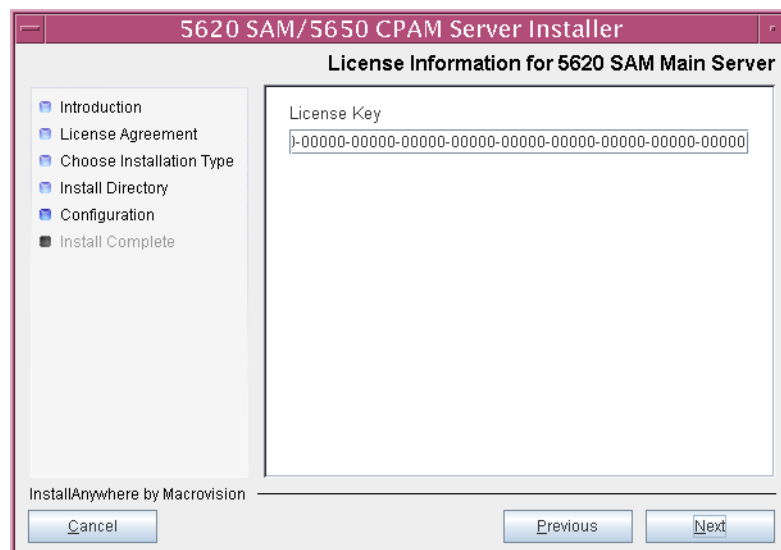 5620 SAM/5650 CPAM Server Installer
License Information for 5620 SAM Main Server
Introduction
License Agreement
Choose Installation Type
Install Directory
Configuration
Install Complete
License Key
)-00000-00000-00000-00000-00000-00000-00000-00000-00000
InstallAnywhere by Macrovision
Cancel
Previous
Next